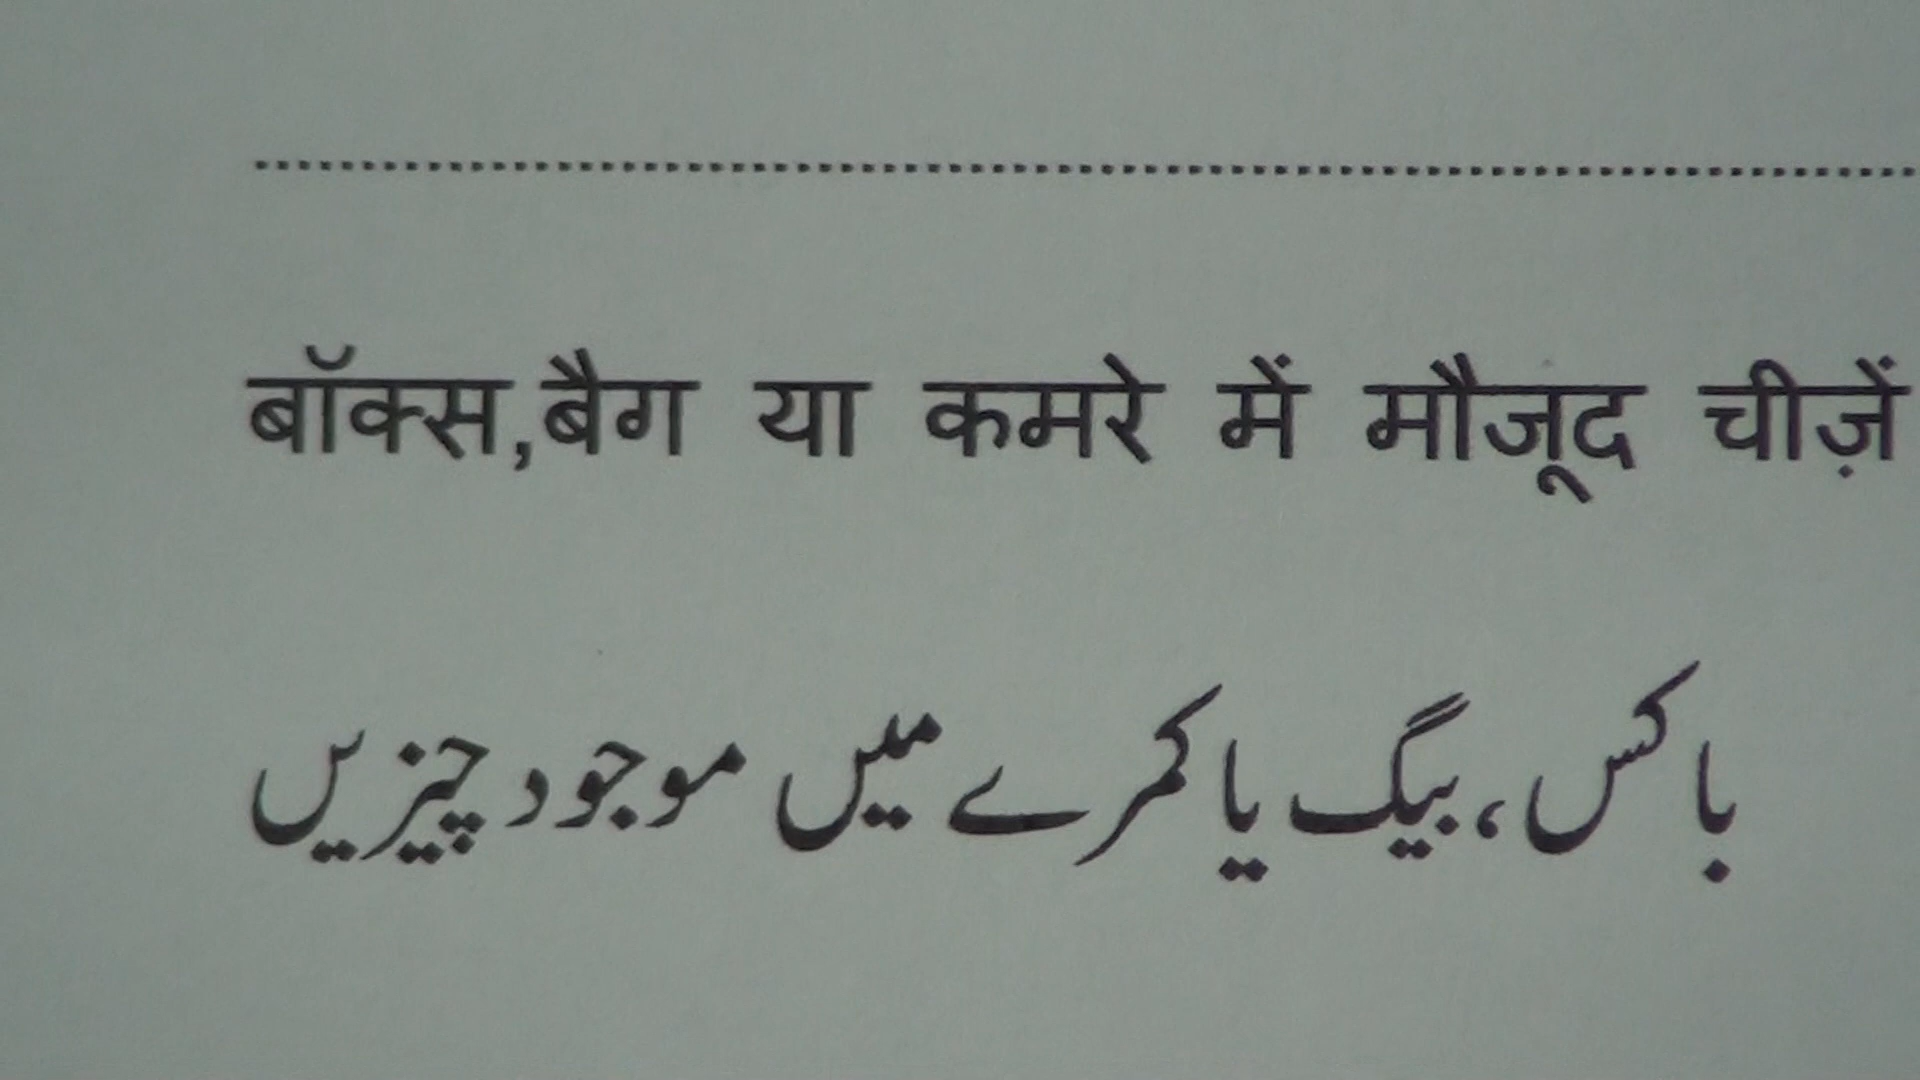 बॉक्स,बैग या कमरे में मौजूद चीज़ें
باکس، بیگ یا کمرے میں موجود چیزیں